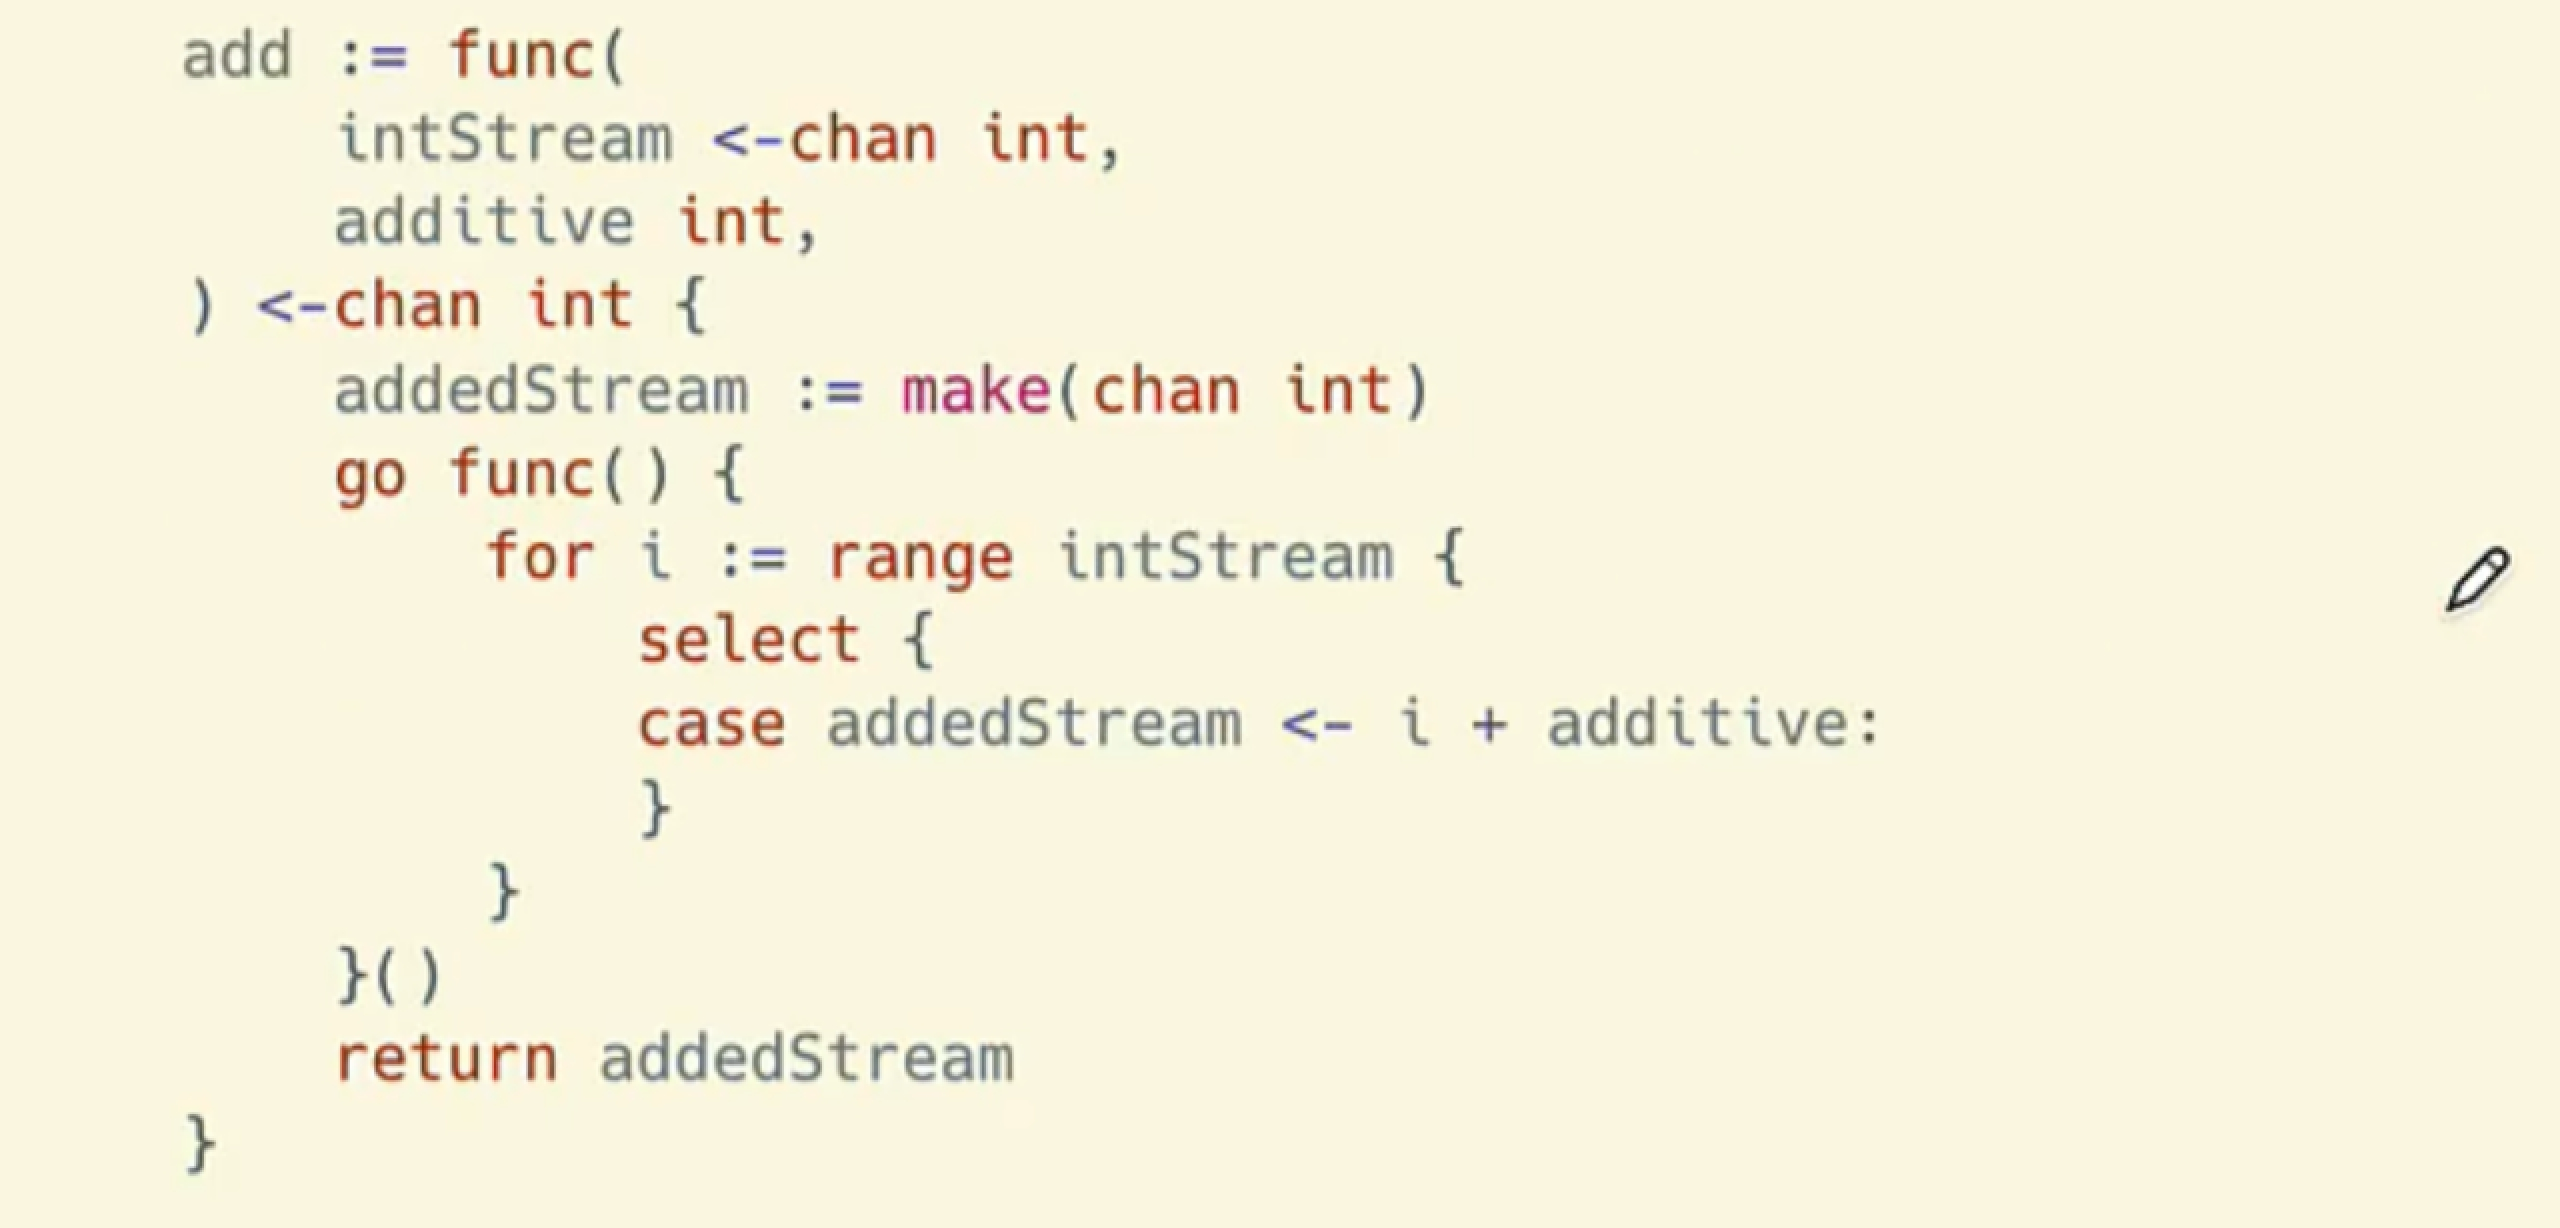 add := func(
    intStream <-chan int,
    additive int,
) <-chan int {
    addedStream := make(chan int)
    go func() {
        for i := range intStream {
            select {
            case addedStream <- i + additive:
            }
        }
    }()
    return addedStream
}